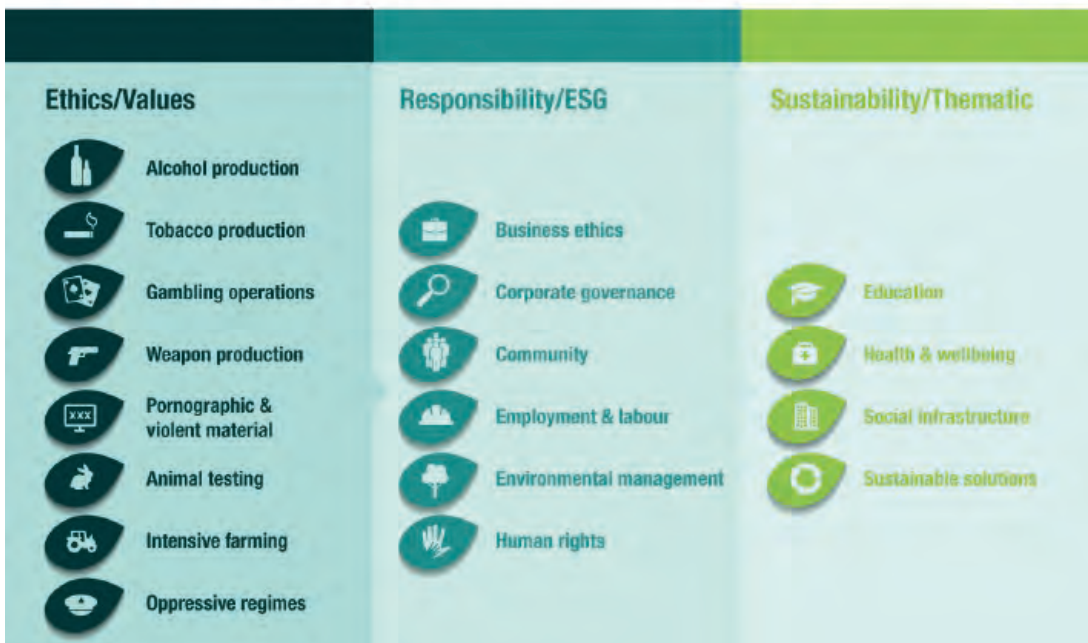 Ethics/Values
Alcohol production
Tobacco production
Gambling operations
Weapon production
XXX
Pornographic &
violent material
Animal testing
Intensive farming
Oppressive regimes
Responsibility/ESG
Business ethics
Corporate governance
Community
Employment & labour
Environmental management
Human rights
Sustainability/Thematic
Education
Health & wellbeing
Social infrastructure
Sustainable solutions